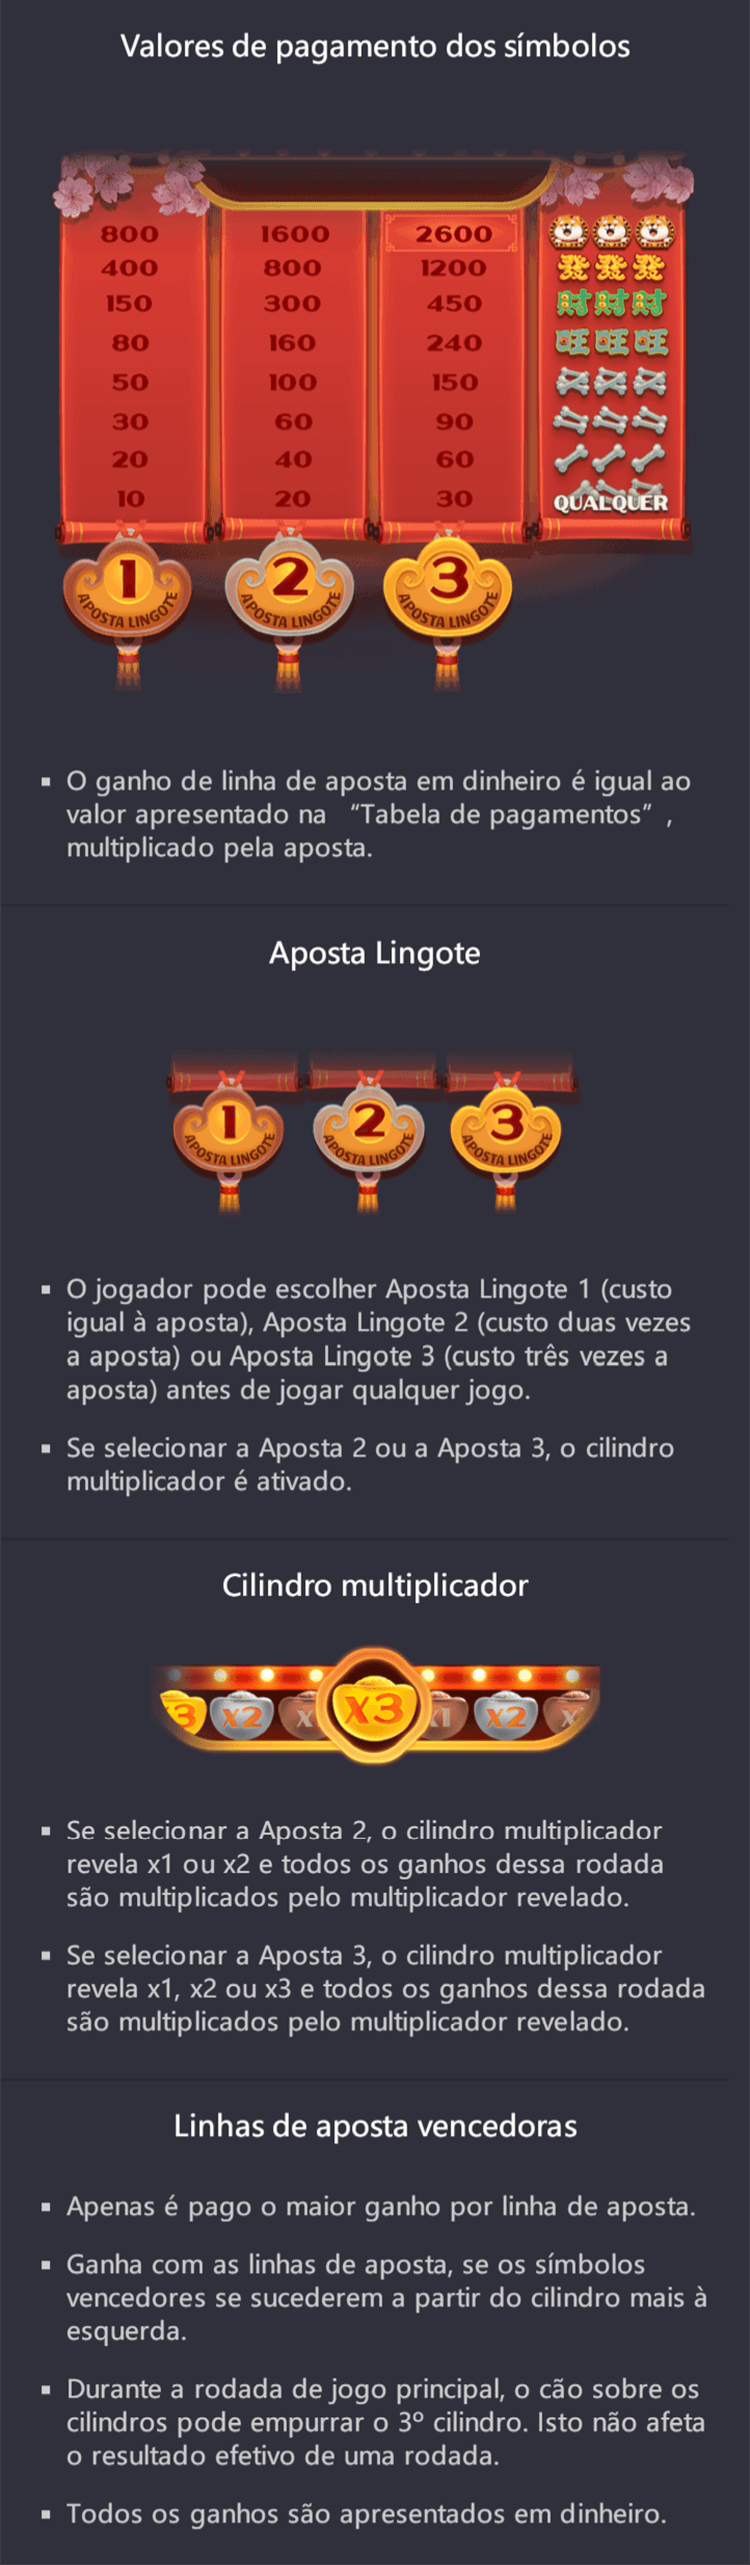 Valores de pagamento dos símbolos
800 1600 2600
400 800 1200 發 發 發
150 300 450 財 財 財
80 160 240 旺 旺 旺
50 100 150
30 60 90
20 40 60
10 20 30 QUALQUER
1 2 3
APOSTA LINGOTE APOSTA LINGOTE APOSTA LINGOTE
▪ O ganho de linha de aposta em dinheiro é igual ao
valor apresentado na “Tabela de pagamentos” ,
multiplicado pela aposta.
Aposta Lingote
1 2 3
APOSTA LINGOTE APOSTA LINGOTE APOSTA LINGOTE
▪ O jogador pode escolher Aposta Lingote 1 (custo
igual à aposta), Aposta Lingote 2 (custo duas vezes
a aposta) ou Aposta Lingote 3 (custo três vezes a
aposta) antes de jogar qualquer jogo.
▪ Se selecionar a Aposta 2 ou a Aposta 3, o cilindro
multiplicador é ativado.
Cilindro multiplicador
3 x2 x x3 x1 x2 x
▪ Se selecionar a Aposta 2, o cilindro multiplicador
revela x1 ou x2 e todos os ganhos dessa rodada
são multiplicados pelo multiplicador revelado.
▪ Se selecionar a Aposta 3, o cilindro multiplicador
revela x1, x2 ou x3 e todos os ganhos dessa rodada
são multiplicados pelo multiplicador revelado.
Linhas de aposta vencedoras
▪ Apenas é pago o maior ganho por linha de aposta.
▪ Ganha com as linhas de aposta, se os símbolos
vencedores se sucederem a partir do cilindro mais à
esquerda.
▪ Durante a rodada de jogo principal, o cão sobre os
cilindros pode empurrar o 3º cilindro. Isto não afeta
o resultado efetivo de uma rodada.
▪ Todos os ganhos são apresentados em dinheiro.